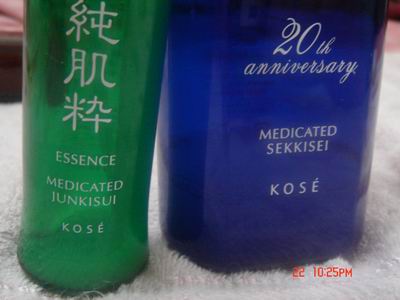 純肌粋
ESSENCE
MEDICATED
JUNKISUI
KOSÉ
20th
anniversary.
MEDICATED
SEKKISEI
KOSÉ
22 10:25PM